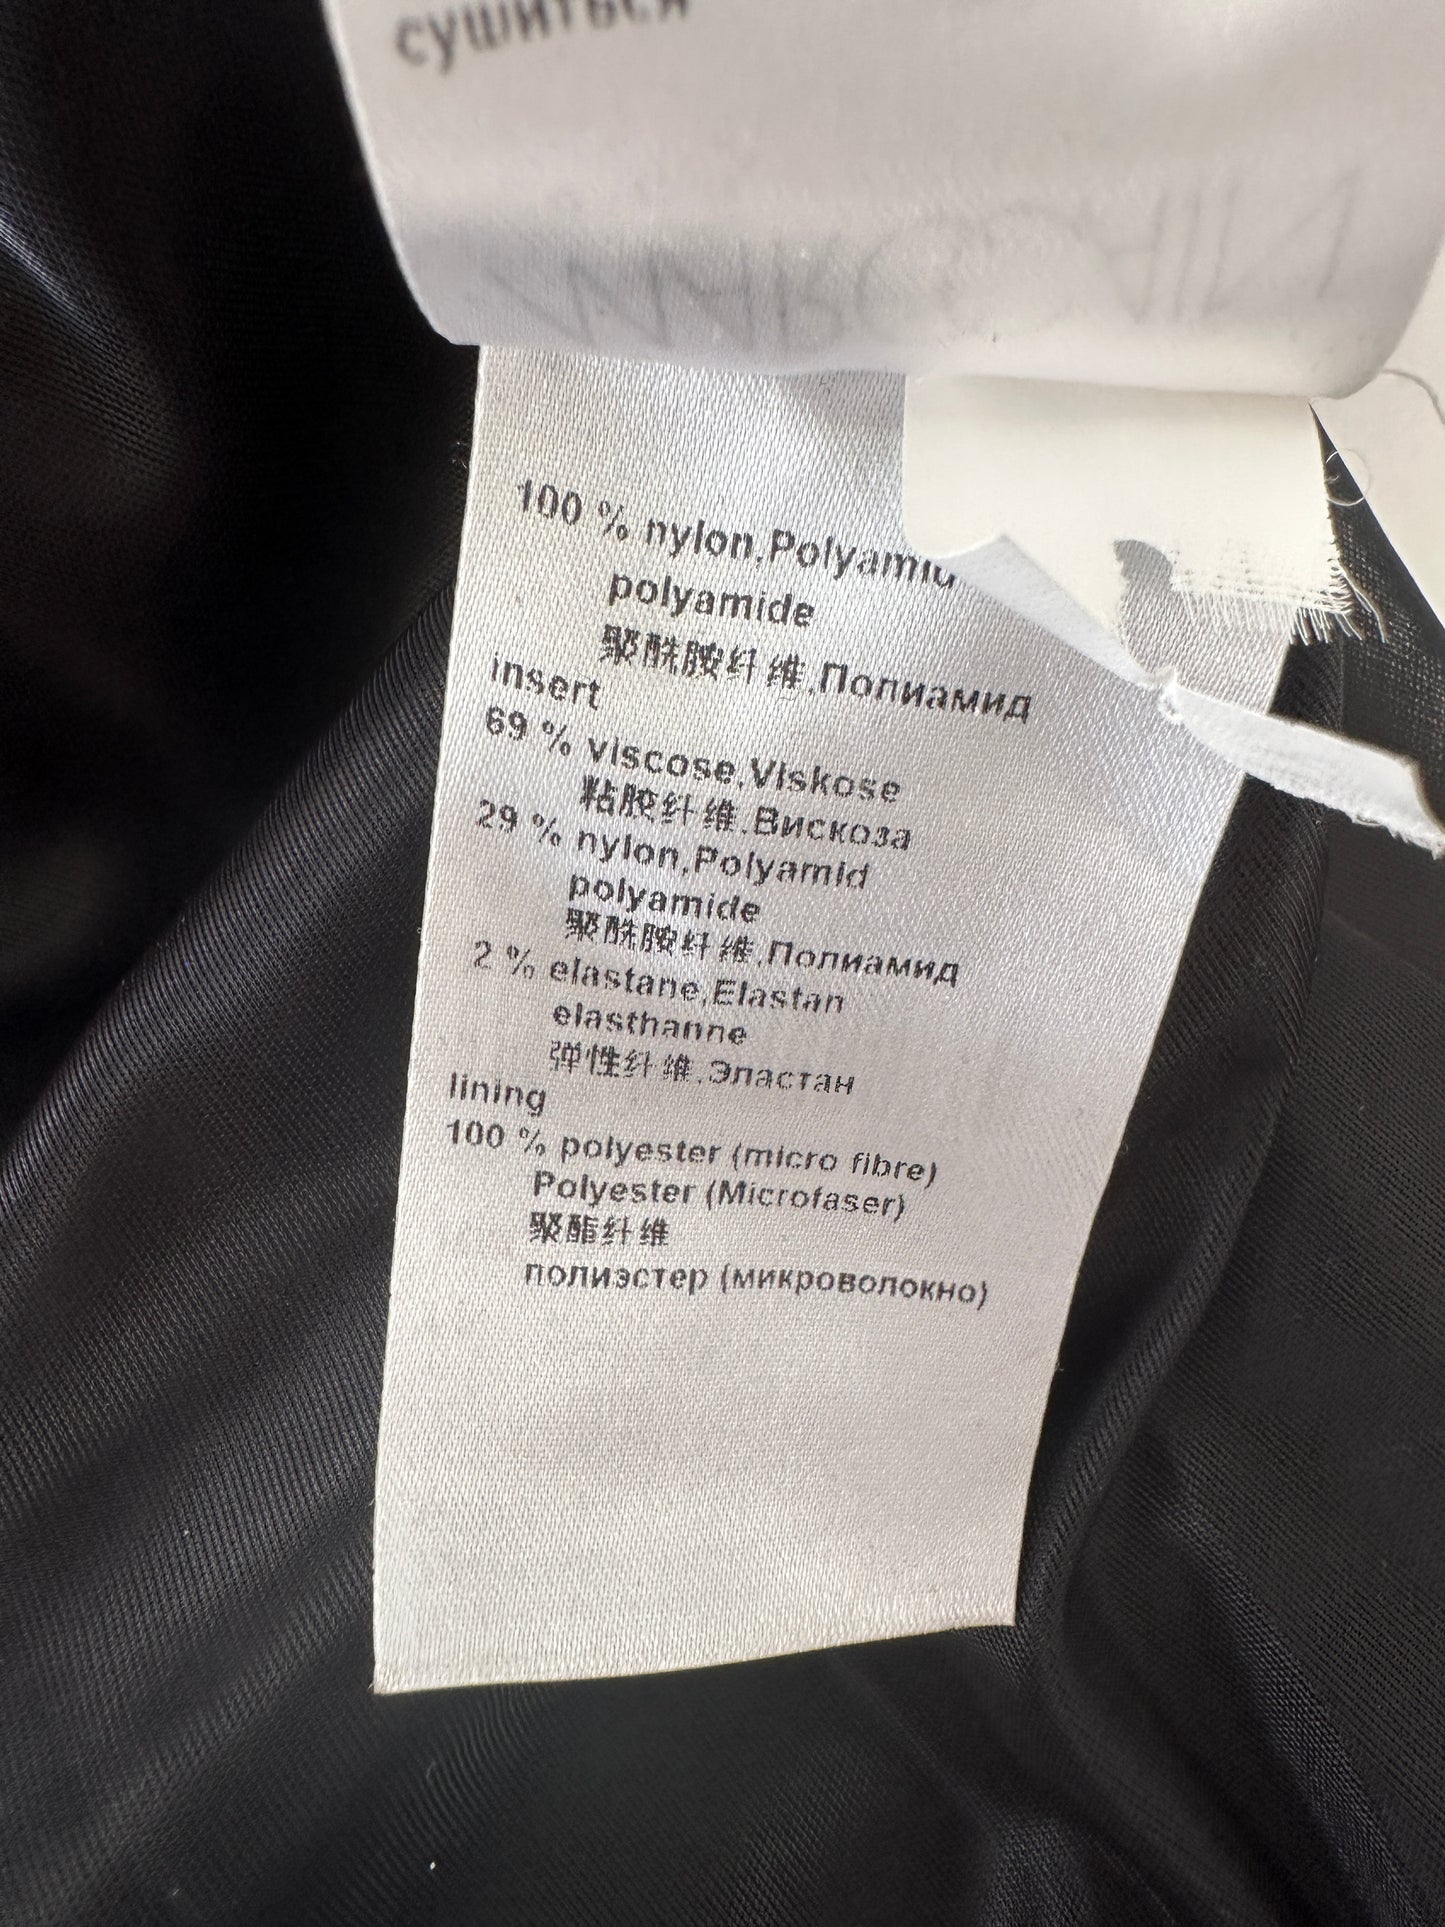 сушиться
100 % nylon,Polyamid
polyamide
聚酰胺纤维,Полиамид
insert
69 % viscose,Viskose
粘胶纤维,Вискоза
29 % nylon,Polyamid
polyamide
聚酰胺纤维,Полиамид
2 % elastane,Elastan
elasthanne
弹性纤维,Эластан
lining
100 % polyester (micro fibre)
Polyester (Microfaser)
聚酯纤维
полиэстер (микроволокно)